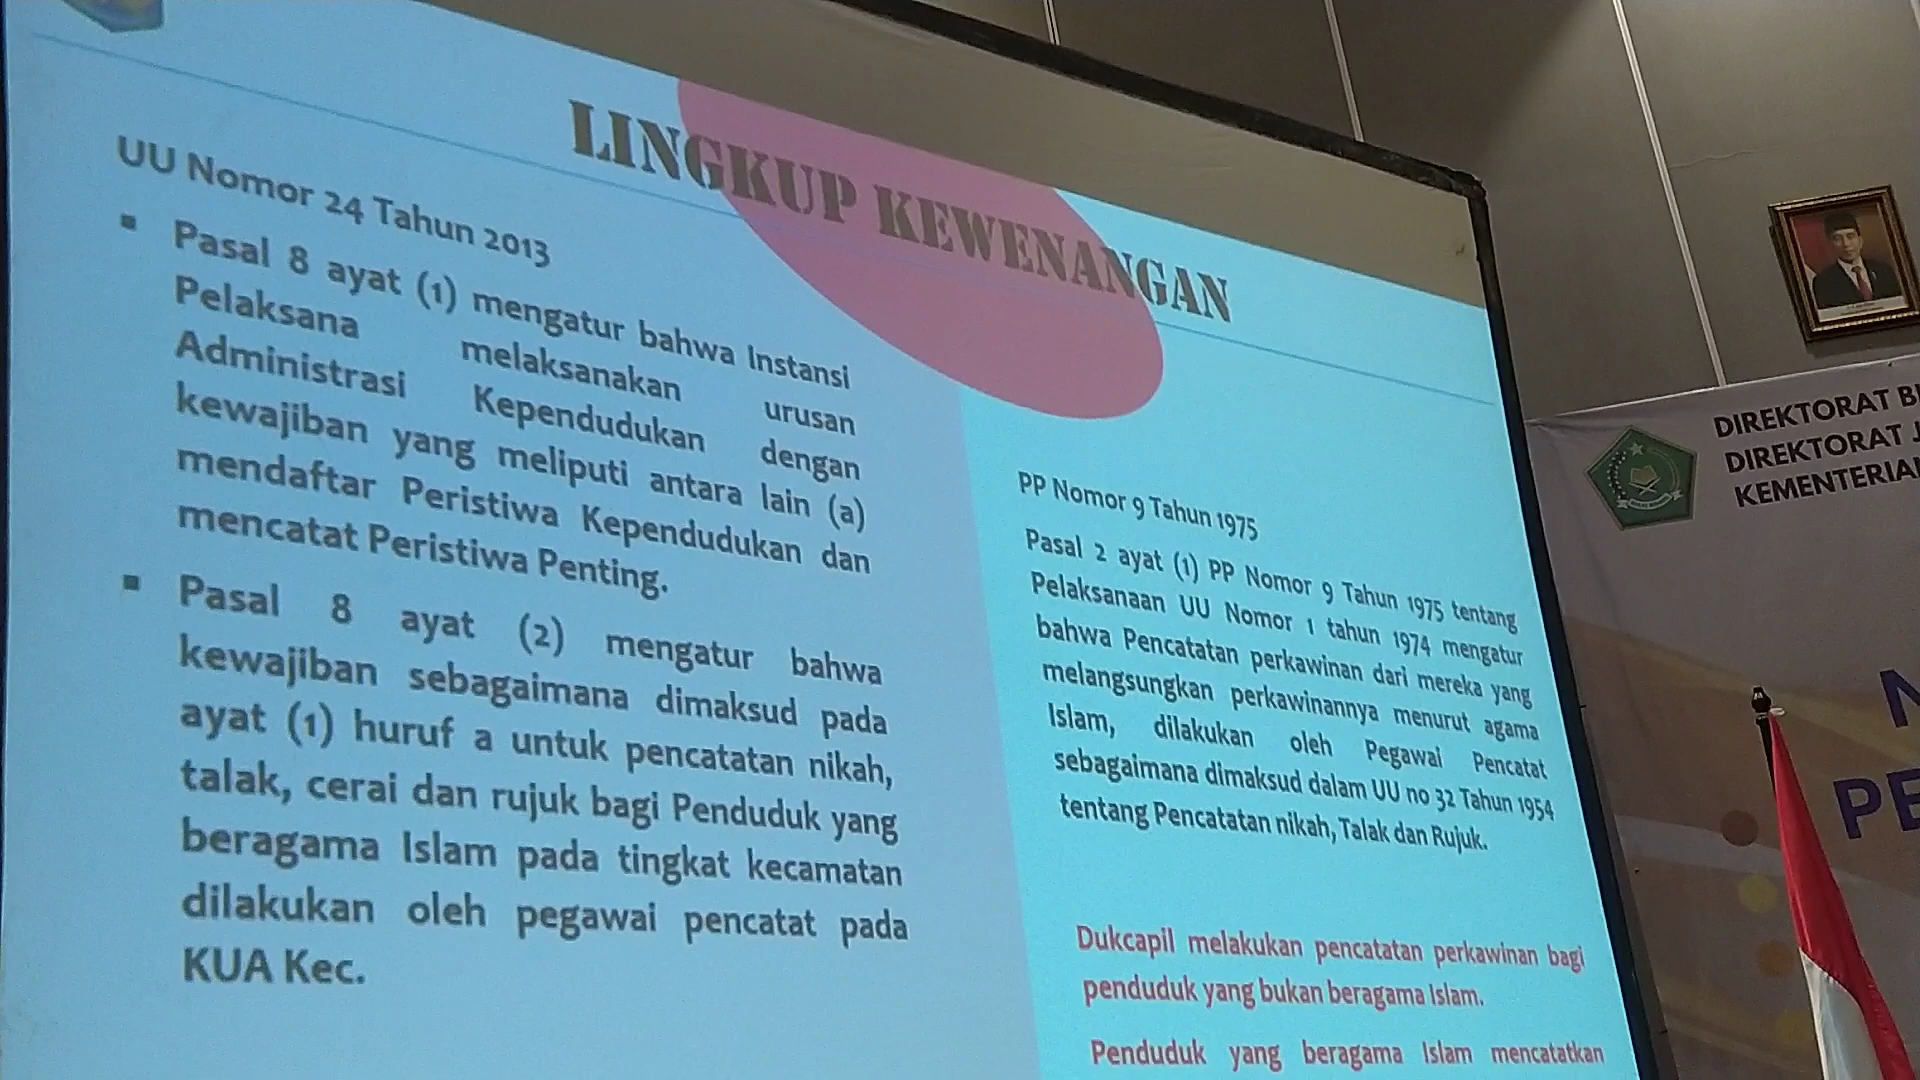 LINGKUP KEWENANGAN
UU Nomor 24 Tahun 2013
▪ Pasal 8 ayat (1) mengatur bahwa Instansi
Pelaksana melaksanakan urusan
Administrasi Kependudukan dengan
kewajiban yang meliputi antara lain (a)
mendaftar Peristiwa Kependudukan dan
mencatat Peristiwa Penting.
▪ Pasal 8 ayat (2) mengatur bahwa
kewajiban sebagaimana dimaksud pada
ayat (1) huruf a untuk pencatatan nikah,
talak, cerai dan rujuk bagi Penduduk yang
beragama Islam pada tingkat kecamatan
dilakukan oleh pegawai pencatat pada
KUA Kec.
PP Nomor 9 Tahun 1975
Pasal 2 ayat (1) PP Nomor 9 Tahun 1975 tentang
Pelaksanaan UU Nomor 1 tahun 1974 mengatur
bahwa Pencatatan perkawinan dari mereka yang
melangsungkan perkawinannya menurut agama
Islam, dilakukan oleh Pegawai Pencatat
sebagaimana dimaksud dalam UU no 32 Tahun 1954
tentang Pencatatan nikah, Talak dan Rujuk.
Dukcapil melakukan pencatatan perkawinan bagi
penduduk yang bukan beragama Islam.
Penduduk yang beragama Islam mencatatkan
DIREKTORAT
DIREKTORAT
KEMENTERIA
PE